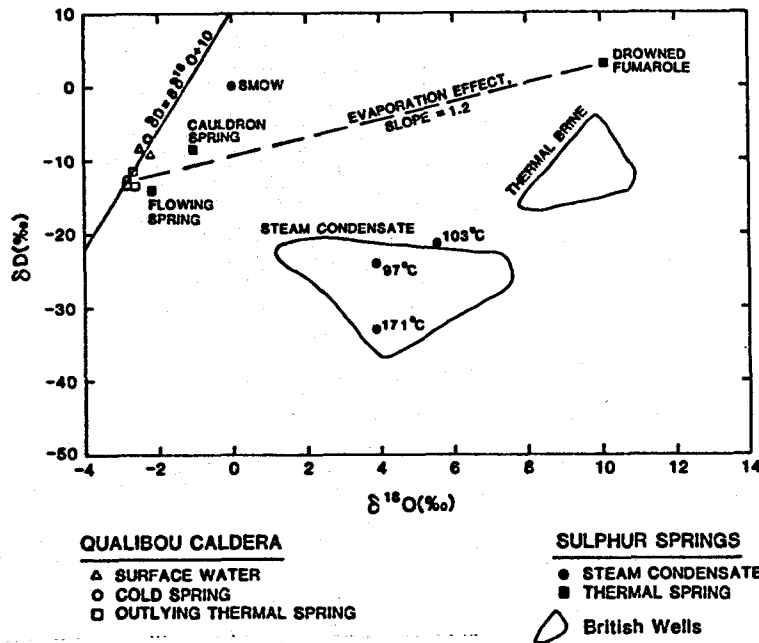 10
0
-10
-20
-30
-40
-50
δD(‰)
δD=8δ¹⁸O+10
SMOW
CAULDRON
SPRING
FLOWING
SPRING
EVAPORATION EFFECT,
SLOPE = 1.2
DROWNED
FUMAROLE
THERMAL BRINE
STEAM CONDENSATE
103°C
97°C
171°C
-4
-2
0
2
4
6
8
10
12
14
δ¹⁸O(‰)
QUALIBOU CALDERA
SURFACE WATER
COLD SPRING
OUTLYING THERMAL SPRING
SULPHUR SPRINGS
STEAM CONDENSATE
THERMAL SPRING
British Wells